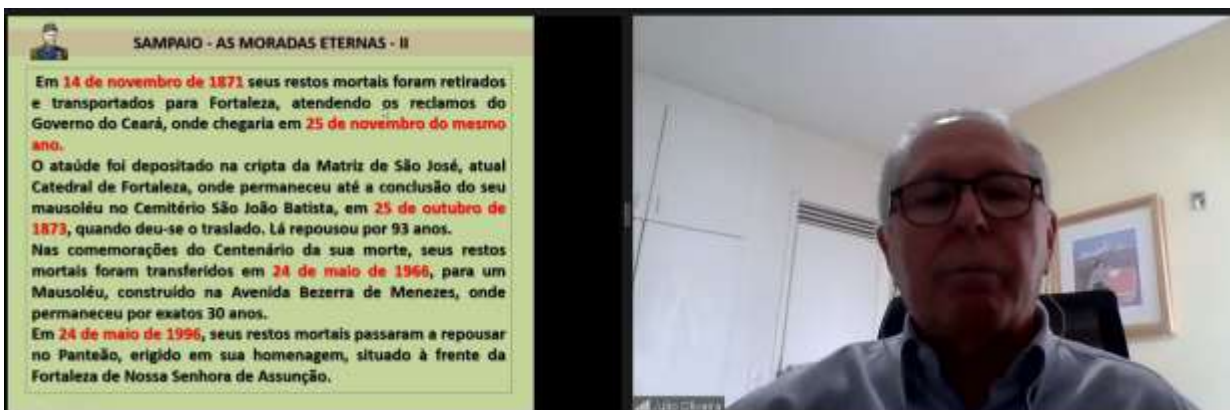 SAMPAIO - AS MORADAS ETERNAS - II
Em 14 de novembro de 1871 seus restos mortais foram retirados
e transportados para Fortaleza, atendendo os reclamos do
Governo do Ceará, onde chegaria em 25 de novembro do mesmo
ano.
O ataúde foi depositado na cripta da Matriz de São José, atual
Catedral de Fortaleza, onde permaneceu até a conclusão do seu
mausoléu no Cemitério São João Batista, em 25 de outubro de
1873, quando deu-se o traslado. Lá repousou por 93 anos.
Nas comemorações do Centenário da sua morte, seus restos
mortais foram transferidos em 24 de maio de 1966, para um
Mausoléu, construído na Avenida Bezerra de Menezes, onde
permaneceu por exatos 30 anos.
Em 24 de maio de 1996, seus restos mortais passaram a repousar
no Panteão, erigido em sua homenagem, situado à frente da
Fortaleza de Nossa Senhora de Assunção.